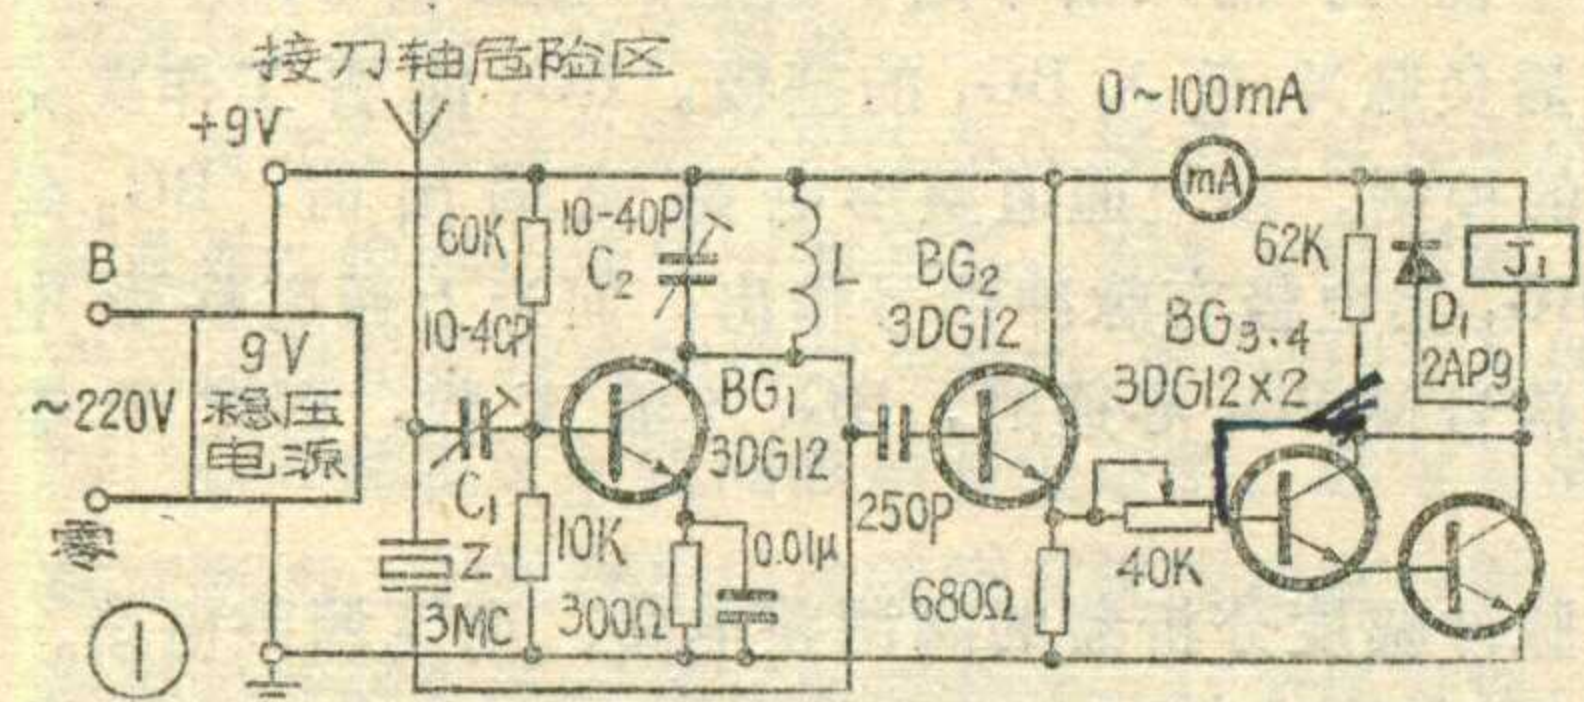 接刀轴危险区
+9V
0~100mA
mA
B
~220V
零
9V
稳压
电源
60K
10-40P
C₂
L
10-40P
C₁
10K
Z
3MC
BG₁
3DG12
300Ω
0.01μ
250P
BG₂
3DG12
680Ω
40K
BG₃.₄
3DG12×2
62K
D₁
2AP9
J₁
1